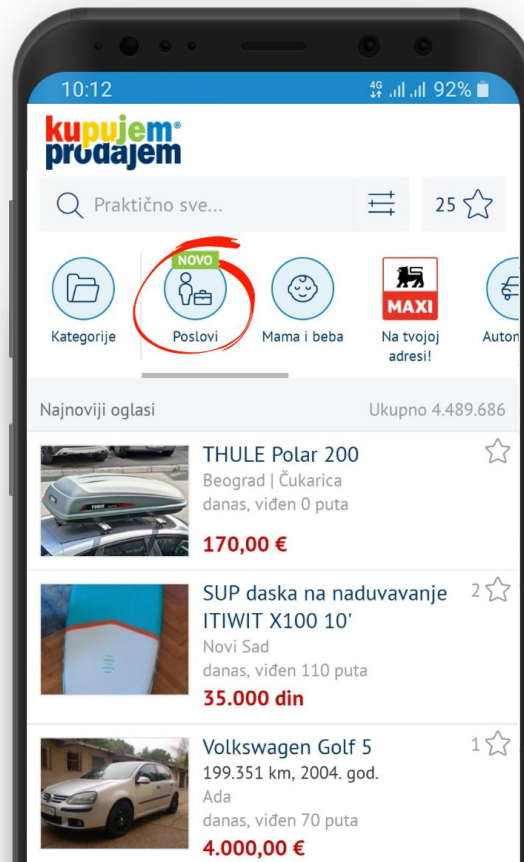 10:12
4G 92%
kupujem®
prodajem
Praktično sve...
25
NOVO
Kategorije
Poslovi
Mama i beba
MAXI
Na tvojoj
adresi!
Autom
Najnoviji oglasi
Ukupno 4.489.686
THULE Polar 200
Beograd | Čukarica
danas, viđen 0 puta
170,00 €
SUP daska na naduvavanje
2
ITIWIT X100 10'
Novi Sad
danas, viđen 110 puta
35.000 din
Volkswagen Golf 5
1
199.351 km, 2004. god.
Ada
danas, viđen 70 puta
4.000,00 €